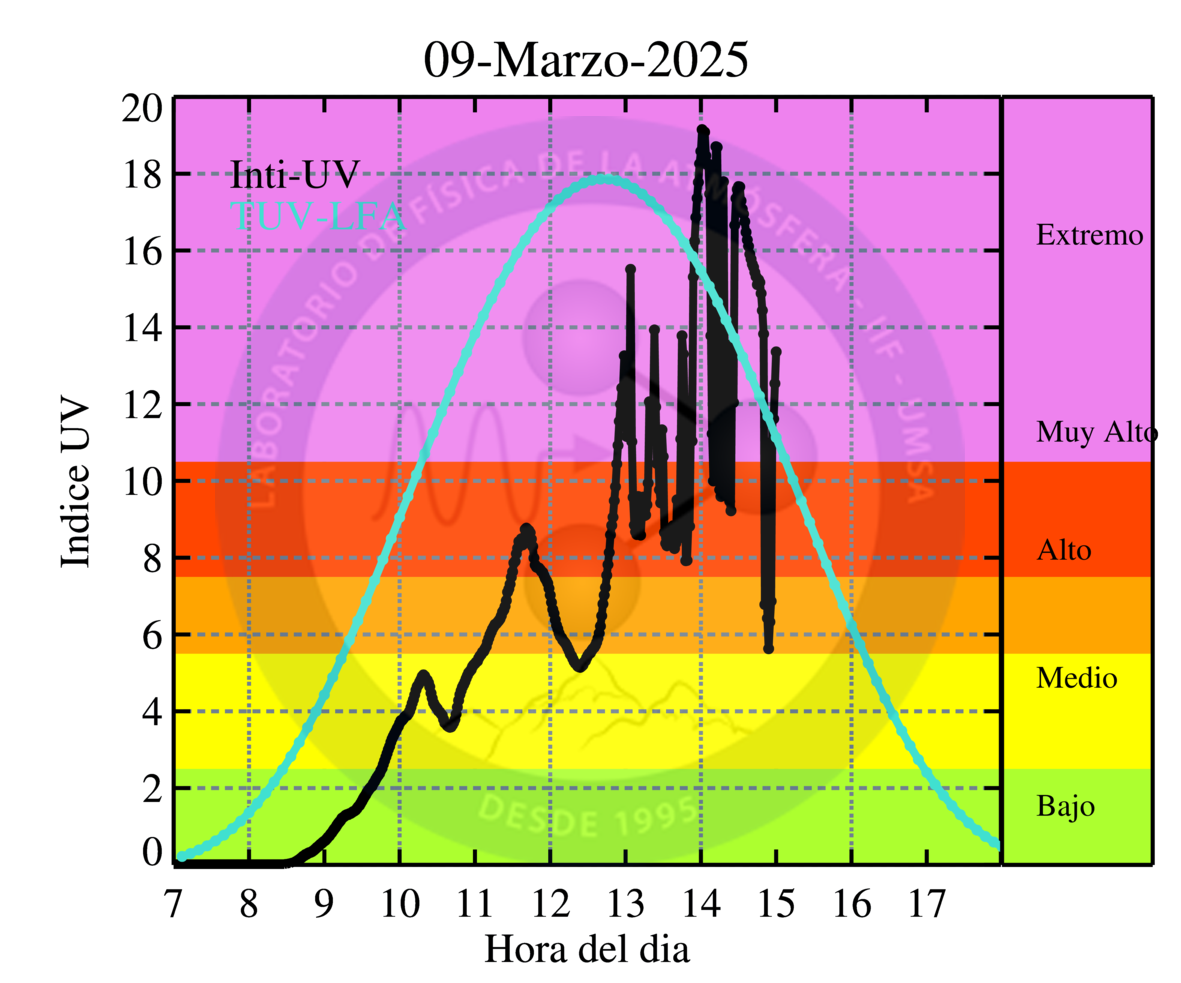 09-Marzo-2025
Inti-UV
TUV-LFA
LABORATORIO DE FÍSICA DE LA ATMÓSFERA - IIF - UMSA
DESDE 1995
Indice UV
20
18
16
14
12
10
8
6
4
2
0
Extremo
Muy Alto
Alto
Medio
Bajo
7 8 9 10 11 12 13 14 15 16 17
Hora del dia